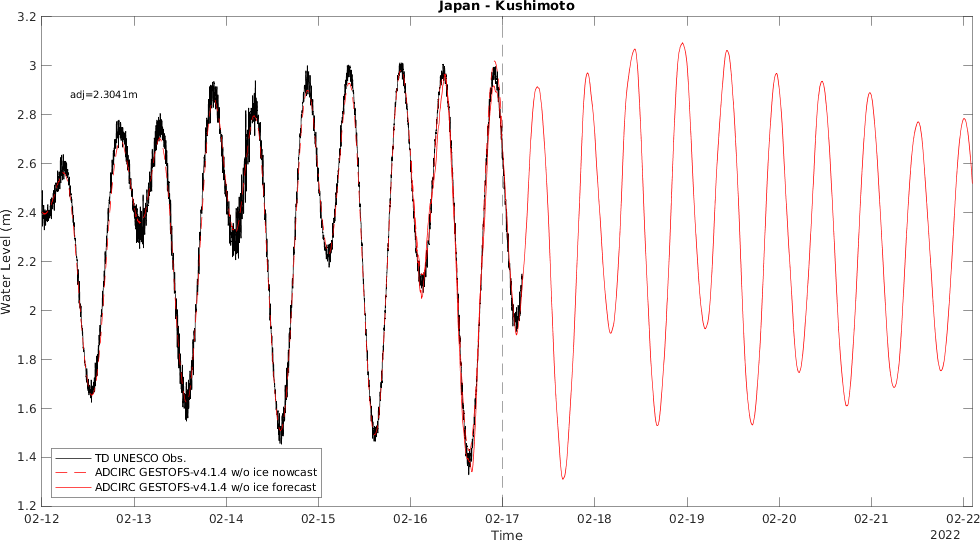 Japan - Kushimoto
3.2
3
2.8
2.6
2.4
2.2
2
1.8
1.6
1.4
1.2
Water Level (m)
adj=2.3041m
TD UNESCO Obs.
ADCIRC GESTOFS-v4.1.4 w/o ice nowcast
ADCIRC GESTOFS-v4.1.4 w/o ice forecast
02-12 02-13 02-14 02-15 02-16 02-17 02-18 02-19 02-20 02-21 02-22
Time
2022